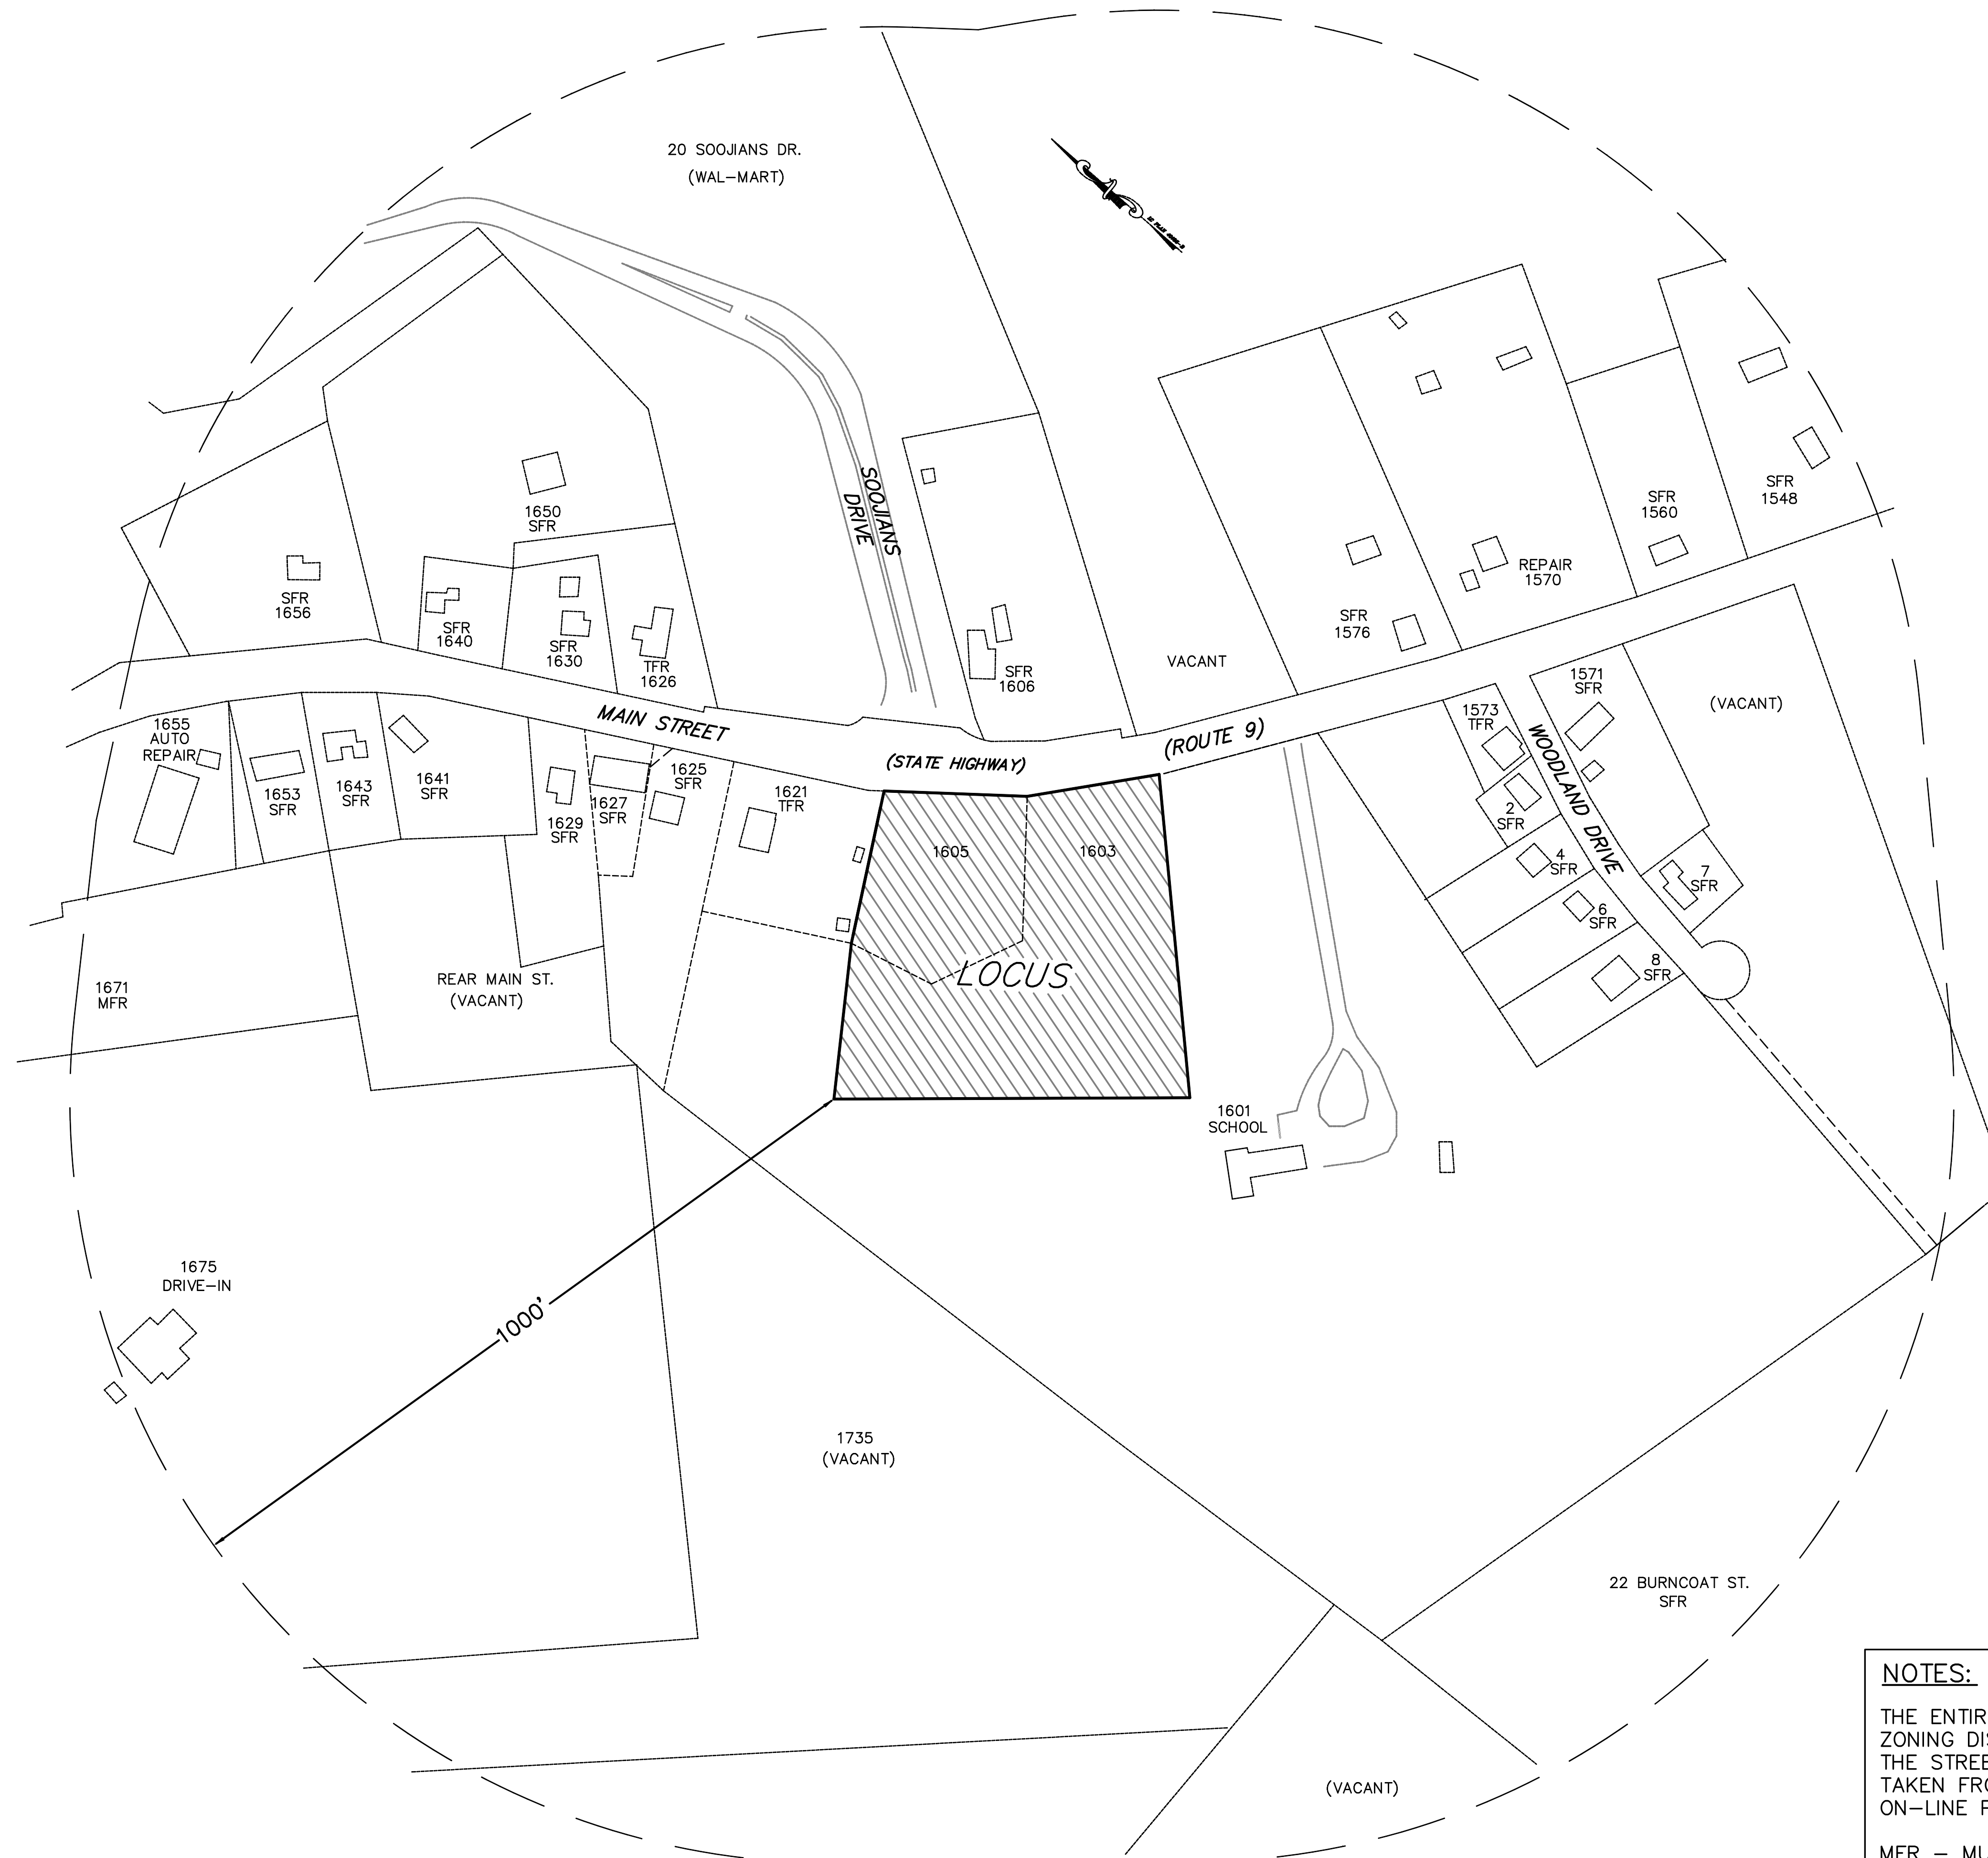 20 SOOJIANS DR.
(WAL-MART)
SOOJIANS
DRIVE
1650
SFR
SFR
1656
SFR
1640
SFR
1630
TFR
1626
SFR
1606
VACANT
SFR
1576
REPAIR
1570
SFR
1560
SFR
1548
MAIN STREET
(STATE HIGHWAY)
(ROUTE 9)
1655
AUTO
REPAIR
1653
SFR
1643
SFR
1641
SFR
1629
SFR
1627
SFR
1625
SFR
1621
TFR
1605
1603
LOCUS
1573
TFR
1571
SFR
(VACANT)
WOODLAND DRIVE
2
SFR
4
SFR
6
SFR
7
SFR
8
SFR
1671
MFR
REAR MAIN ST.
(VACANT)
1601
SCHOOL
1675
DRIVE-IN
1000'
1735
(VACANT)
22 BURNCOAT ST.
SFR
(VACANT)
NOTES:
THE ENTIR
ZONING DIS
THE STREE
TAKEN FRO
ON-LINE P
MFR - MU